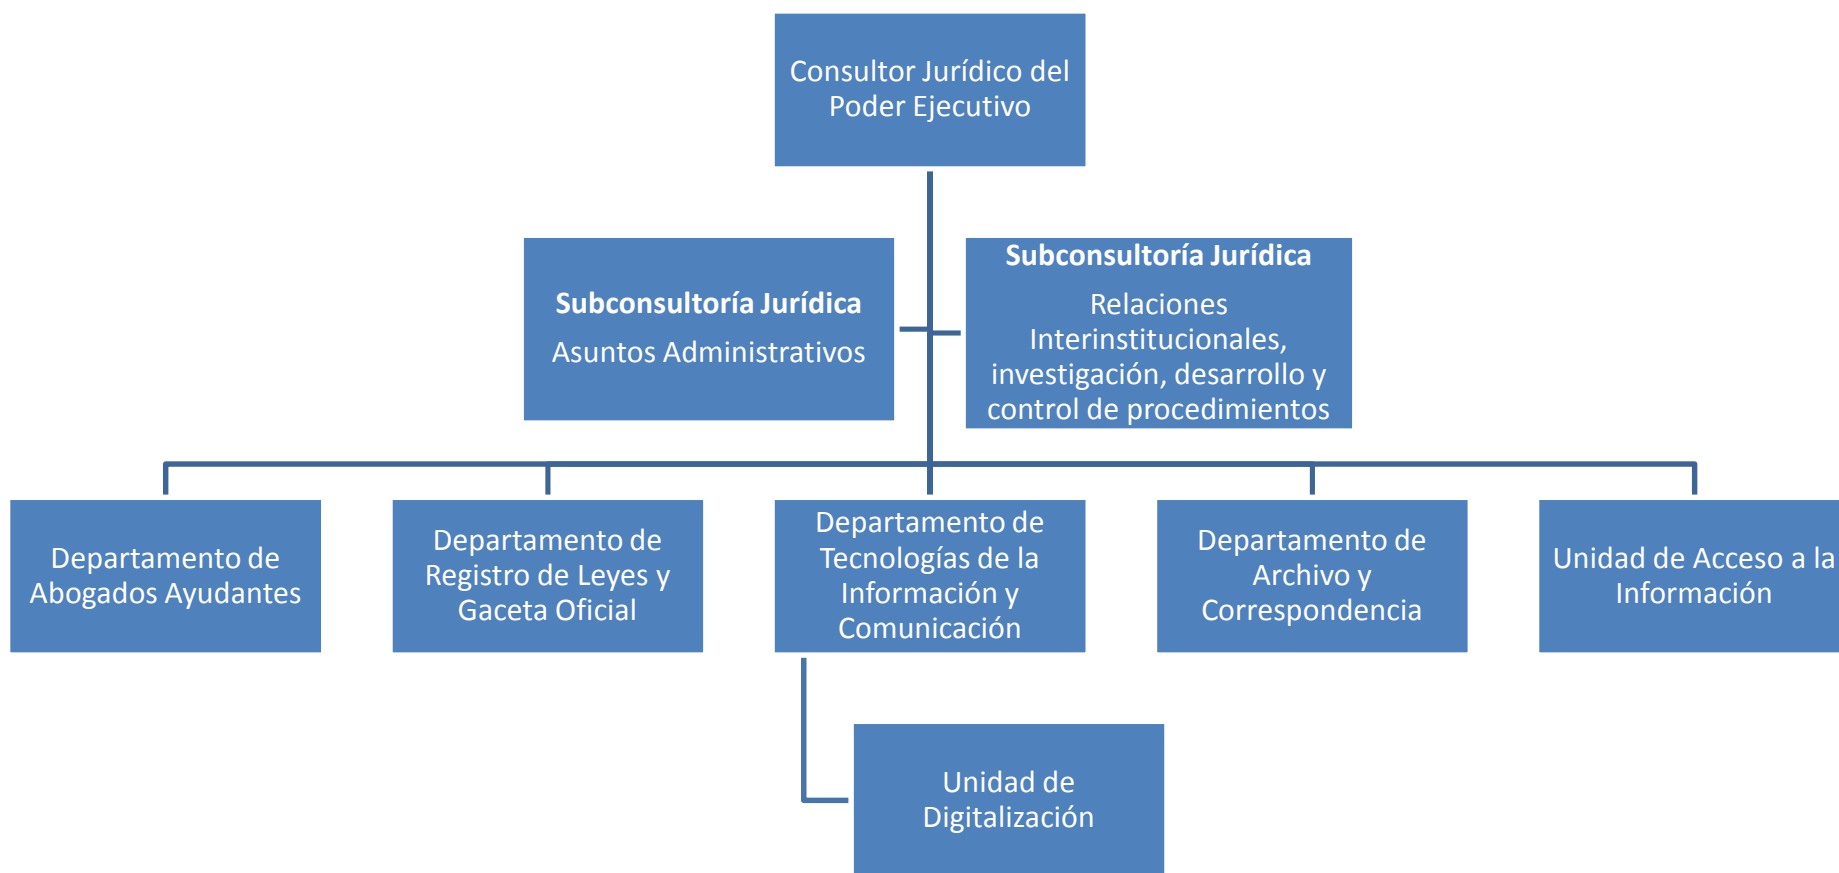 Consultor Jurídico del
Poder Ejecutivo
Subconsultoría Jurídica
Asuntos Administrativos
Subconsultoría Jurídica
Relaciones
Interinstitucionales,
investigación, desarrollo y
control de procedimientos
Departamento de
Abogados Ayudantes
Departamento de
Registro de Leyes y
Gaceta Oficial
Departamento de
Tecnologías de la
Información y
Comunicación
Departamento de
Archivo y
Correspondencia
Unidad de Acceso a la
Información
Unidad de
Digitalización